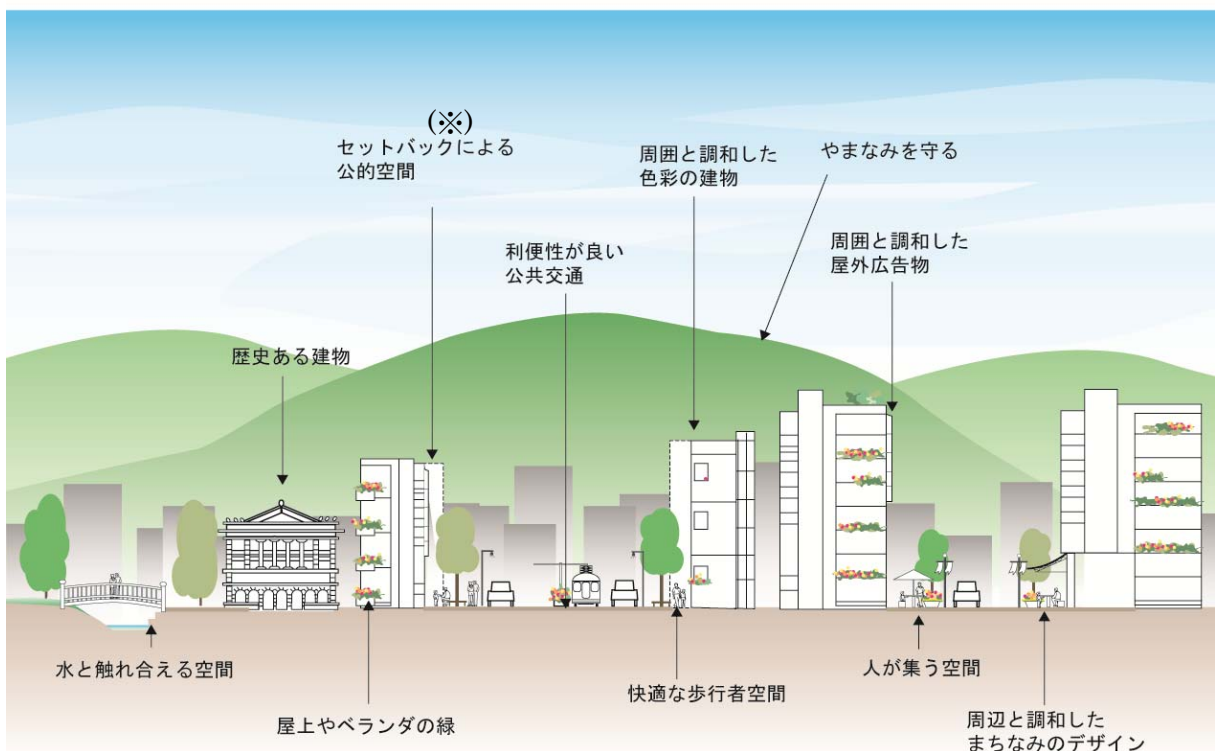 (※)
セットバックによる
公的空間
周囲と調和した
色彩の建物
やまなみを守る
利便性が良い
公共交通
周囲と調和した
屋外広告物
歴史ある建物
水と触れ合える空間
屋上やベランダの緑
快適な歩行者空間
人が集う空間
周辺と調和した
まちなみのデザイン